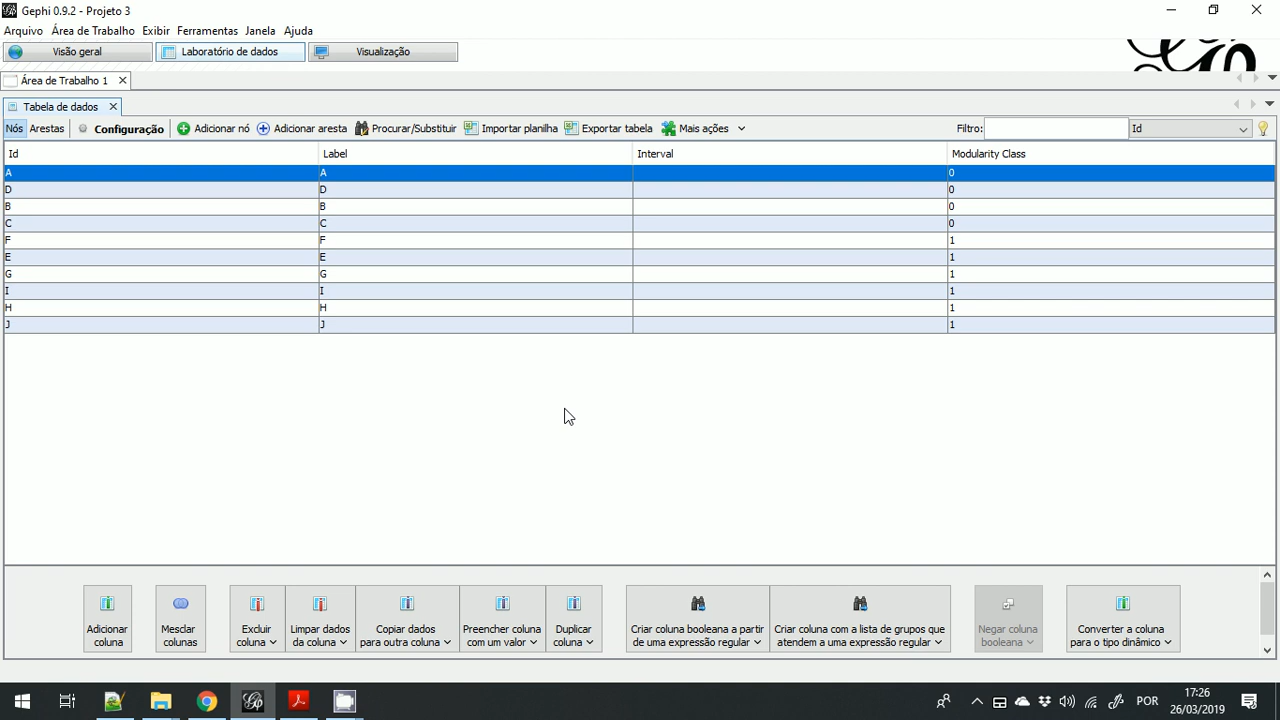 Gephi 0.9.2 - Projeto 3
Arquivo Área de Trabalho Exibir Ferramentas Janela Ajuda
Visão geral Laboratório de dados Visualização
Área de Trabalho 1
Tabela de dados
Nós Arestas Configuração Adicionar nó Adicionar aresta Procurar/Substituir Importar planilha Exportar tabela Mais ações Filtro: Id
Id Label Interval Modularity Class
A A 0
D D 0
B B 0
C C 0
F F 1
E E 1
G G 1
I I 1
H H 1
J J 1
Adicionar coluna
Mesclar colunas
Excluir coluna
Limpar dados da coluna
Copiar dados para outra coluna
Preencher coluna com um valor
Duplicar coluna
Criar coluna booleana a partir de uma expressão regular
Criar coluna com a lista de grupos que atendem a uma expressão regular
Negar coluna booleana
Converter a coluna para o tipo dinâmico
POR
17:26
26/03/2019